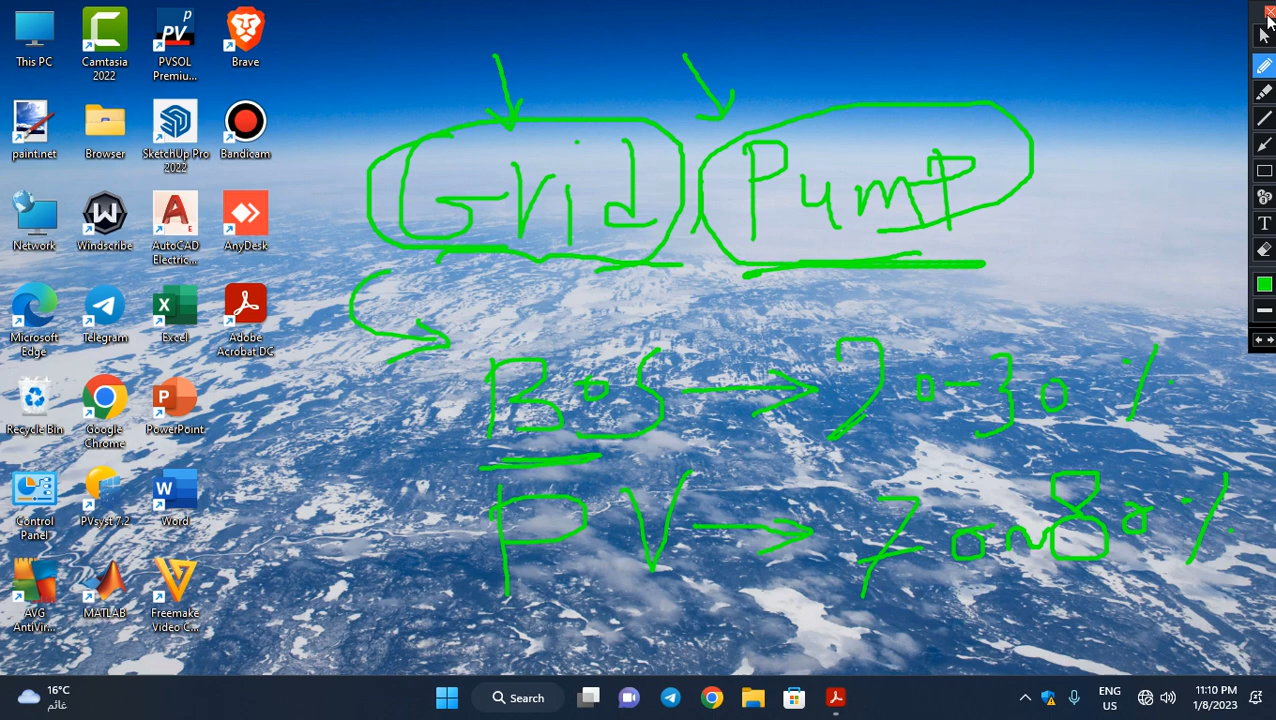 This PC
Camtasia 2022
PVSOL Premiu...
Brave
paint.net
Browser
SketchUp Pro 2022
Bandicam
Network
Windscribe
AutoCAD Electric...
AnyDesk
Microsoft Edge
Telegram
Excel
Adobe Acrobat DC
Recycle Bin
Google Chrome
PowerPoint
Control Panel
PVsyst 7.2
Word
AVG AntiVir...
MATLAB
Freemake Video C...
Grid Pump
BoS → 20-30 %
PV → 70~80 %
16°C
غائم
Search
ENG
US
11:10 PM
1/8/2023